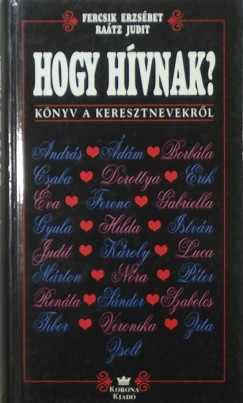 FERCSIK ERZSÉBET
RAÁTZ JUDIT
HOGY HÍVNAK?
KÖNYV A KERESZTNEVEKRŐL
András Ádám Borbála
Csaba Dorottya Erik
Éva Ferenc Gabriella
Gyula Hilda István
Judit Károly Luca
Márton Nóra Péter
Renáta Sándor Szabolcs
Tibor Veronika Zita
Zsolt
KORONA
KIADÓ